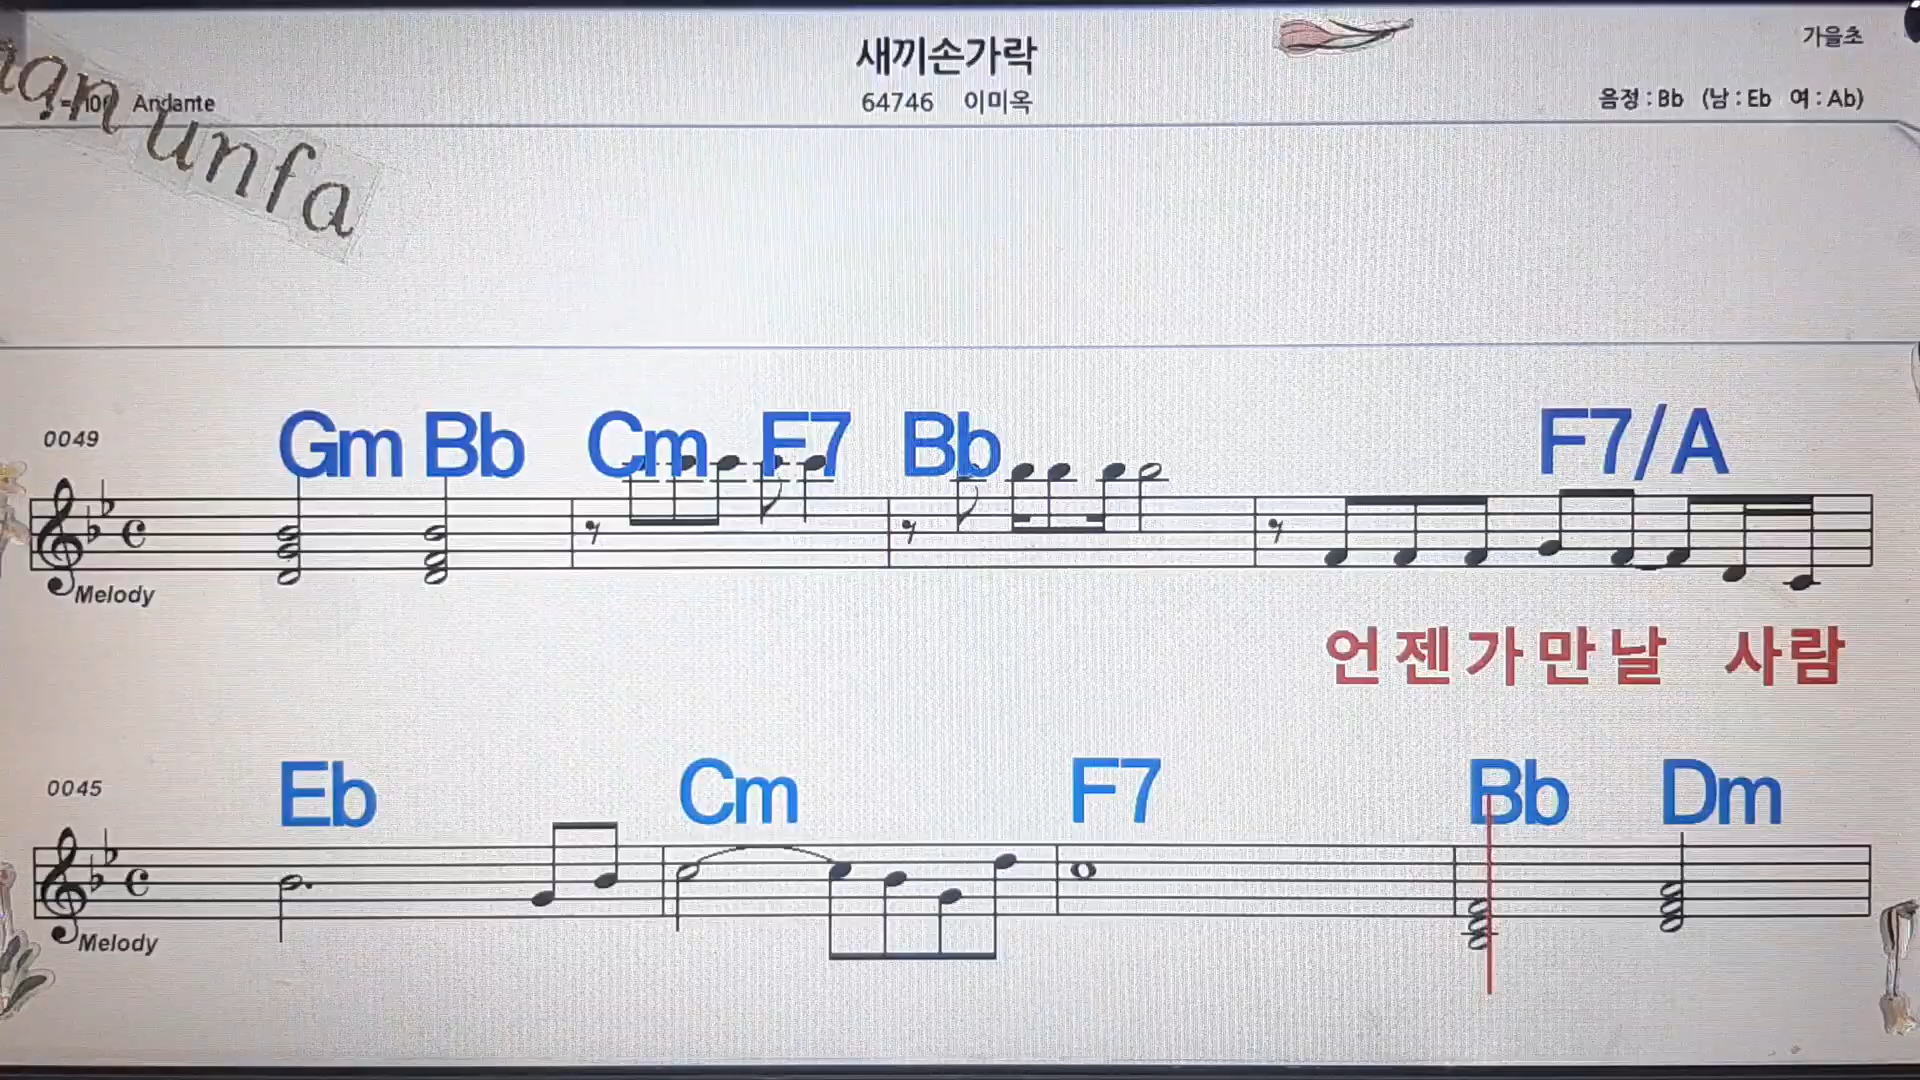 새끼손가락
가을초
= 10 Andante
64746 이미옥
음정 : Bb (남 : Eb 여 : Ab)
unfa
0049
Gm Bb Cm F7 Bb F7/A
Melody
언젠가만날 사람
0045
Eb Cm F7 Bb Dm
Melody